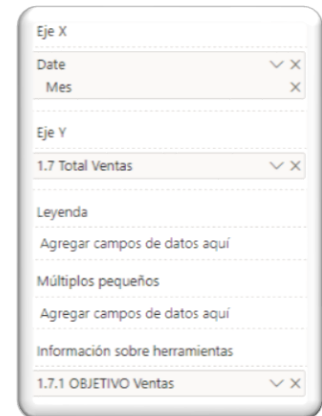 Eje X
Date
Mes
Eje Y
1.7 Total Ventas
Leyenda
Agregar campos de datos aquí
Múltiplos pequeños
Agregar campos de datos aquí
Información sobre herramientas
1.7.1 OBJETIVO Ventas